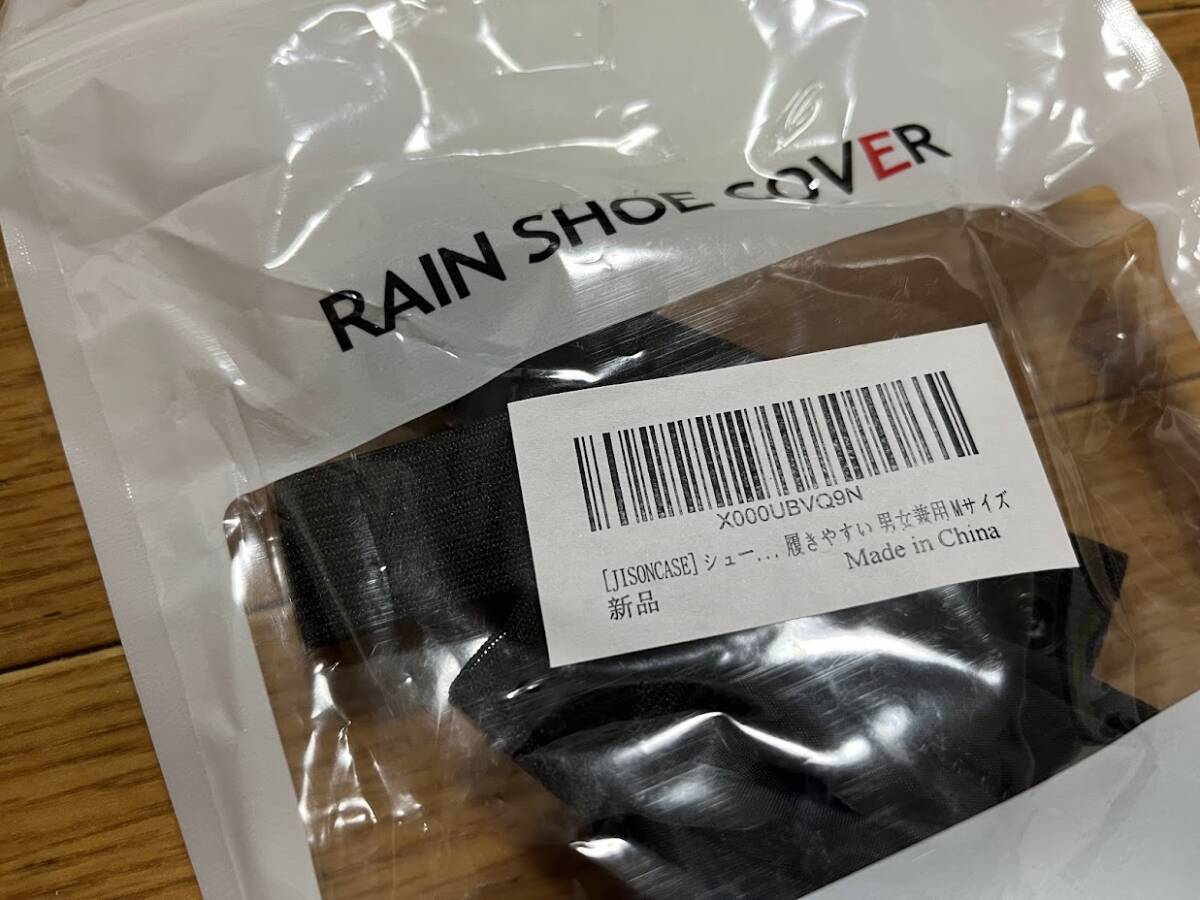 RAIN SHOE COVER
X000UBVQ9N
[JISONCASE] シュー... 履きやすい 男女兼用 Mサイズ
新品
Made in China